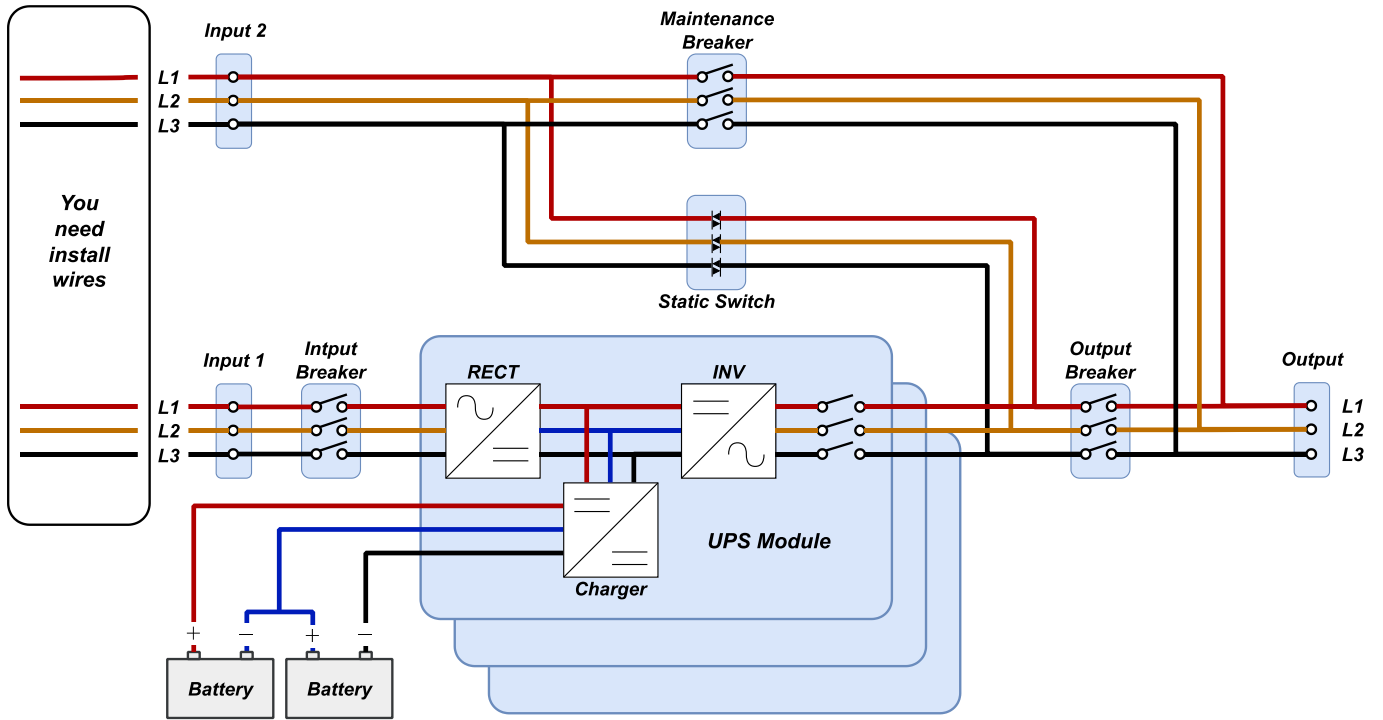 Input 2
Maintenance
Breaker
L1
L2
L3
You
need
install
wires
Static Switch
Input 1
Intput
Breaker
RECT
INV
Output
Breaker
Output
L1
L2
L3
L1
L2
L3
UPS Module
Charger
+
−
+
−
Battery
Battery